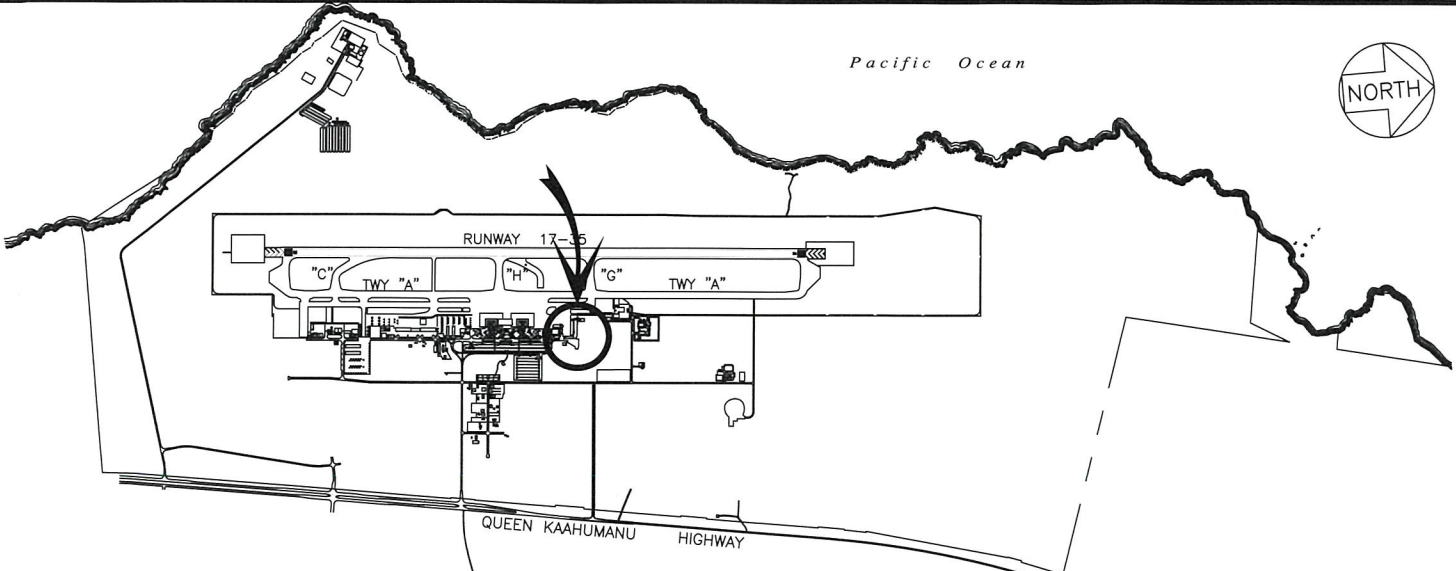 Pacific Ocean
NORTH
RUNWAY 17-35
"C"
TWY "A"
"H"
"G"
TWY "A"
QUEEN KAAHUMANU HIGHWAY